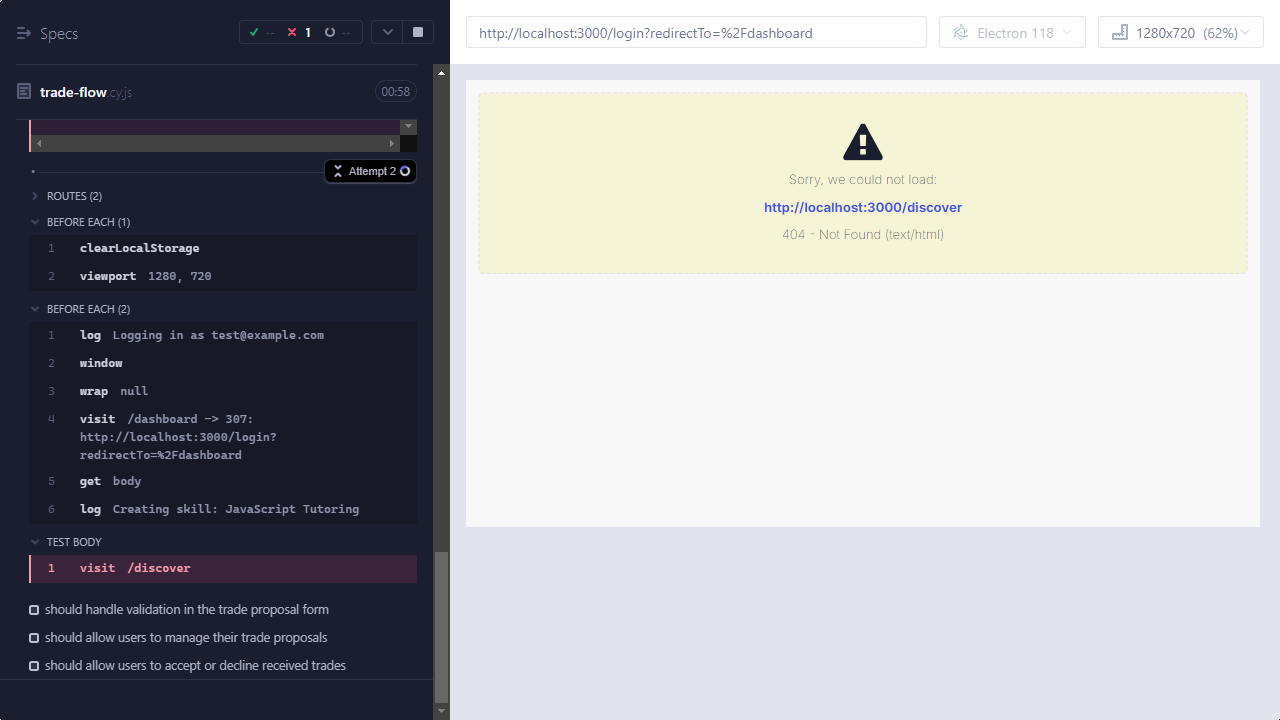 Specs
-- 1 --
trade-flow.cy.js
00:58
Attempt 2
ROUTES (2)
BEFORE EACH (1)
1 clearLocalStorage
2 viewport 1280, 720
BEFORE EACH (2)
1 log Logging in as test@example.com
2 window
3 wrap null
4 visit /dashboard -> 307:
http://localhost:3000/login?
redirectTo=%2Fdashboard
5 get body
6 log Creating skill: JavaScript Tutoring
TEST BODY
1 visit /discover
should handle validation in the trade proposal form
should allow users to manage their trade proposals
should allow users to accept or decline received trades
http://localhost:3000/login?redirectTo=%2Fdashboard
Electron 118
1280x720 (62%)
Sorry, we could not load:
http://localhost:3000/discover
404 - Not Found (text/html)